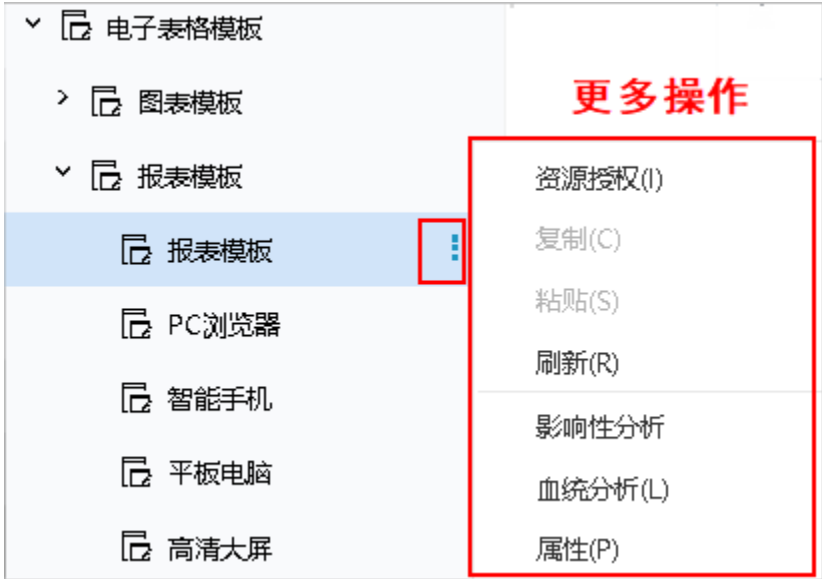 电子表格模板
图表模板
报表模板
报表模板
PC浏览器
智能手机
平板电脑
高清大屏
更多操作
资源授权(I)
复制(C)
粘贴(S)
刷新(R)
影响性分析
血统分析(L)
属性(P)